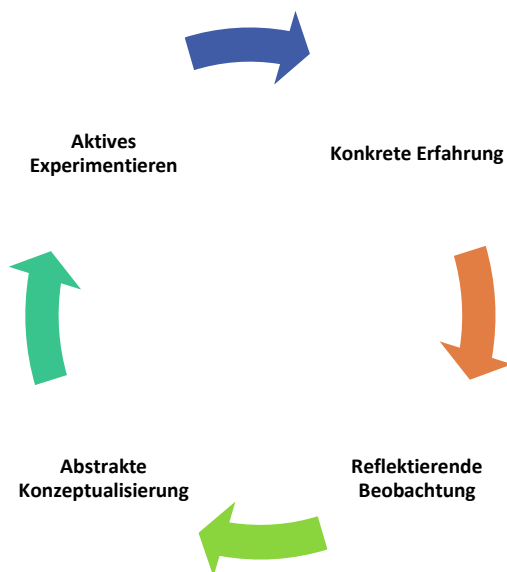 Aktives
Experimentieren
Konkrete Erfahrung
Abstrakte
Konzeptualisierung
Reflektierende
Beobachtung